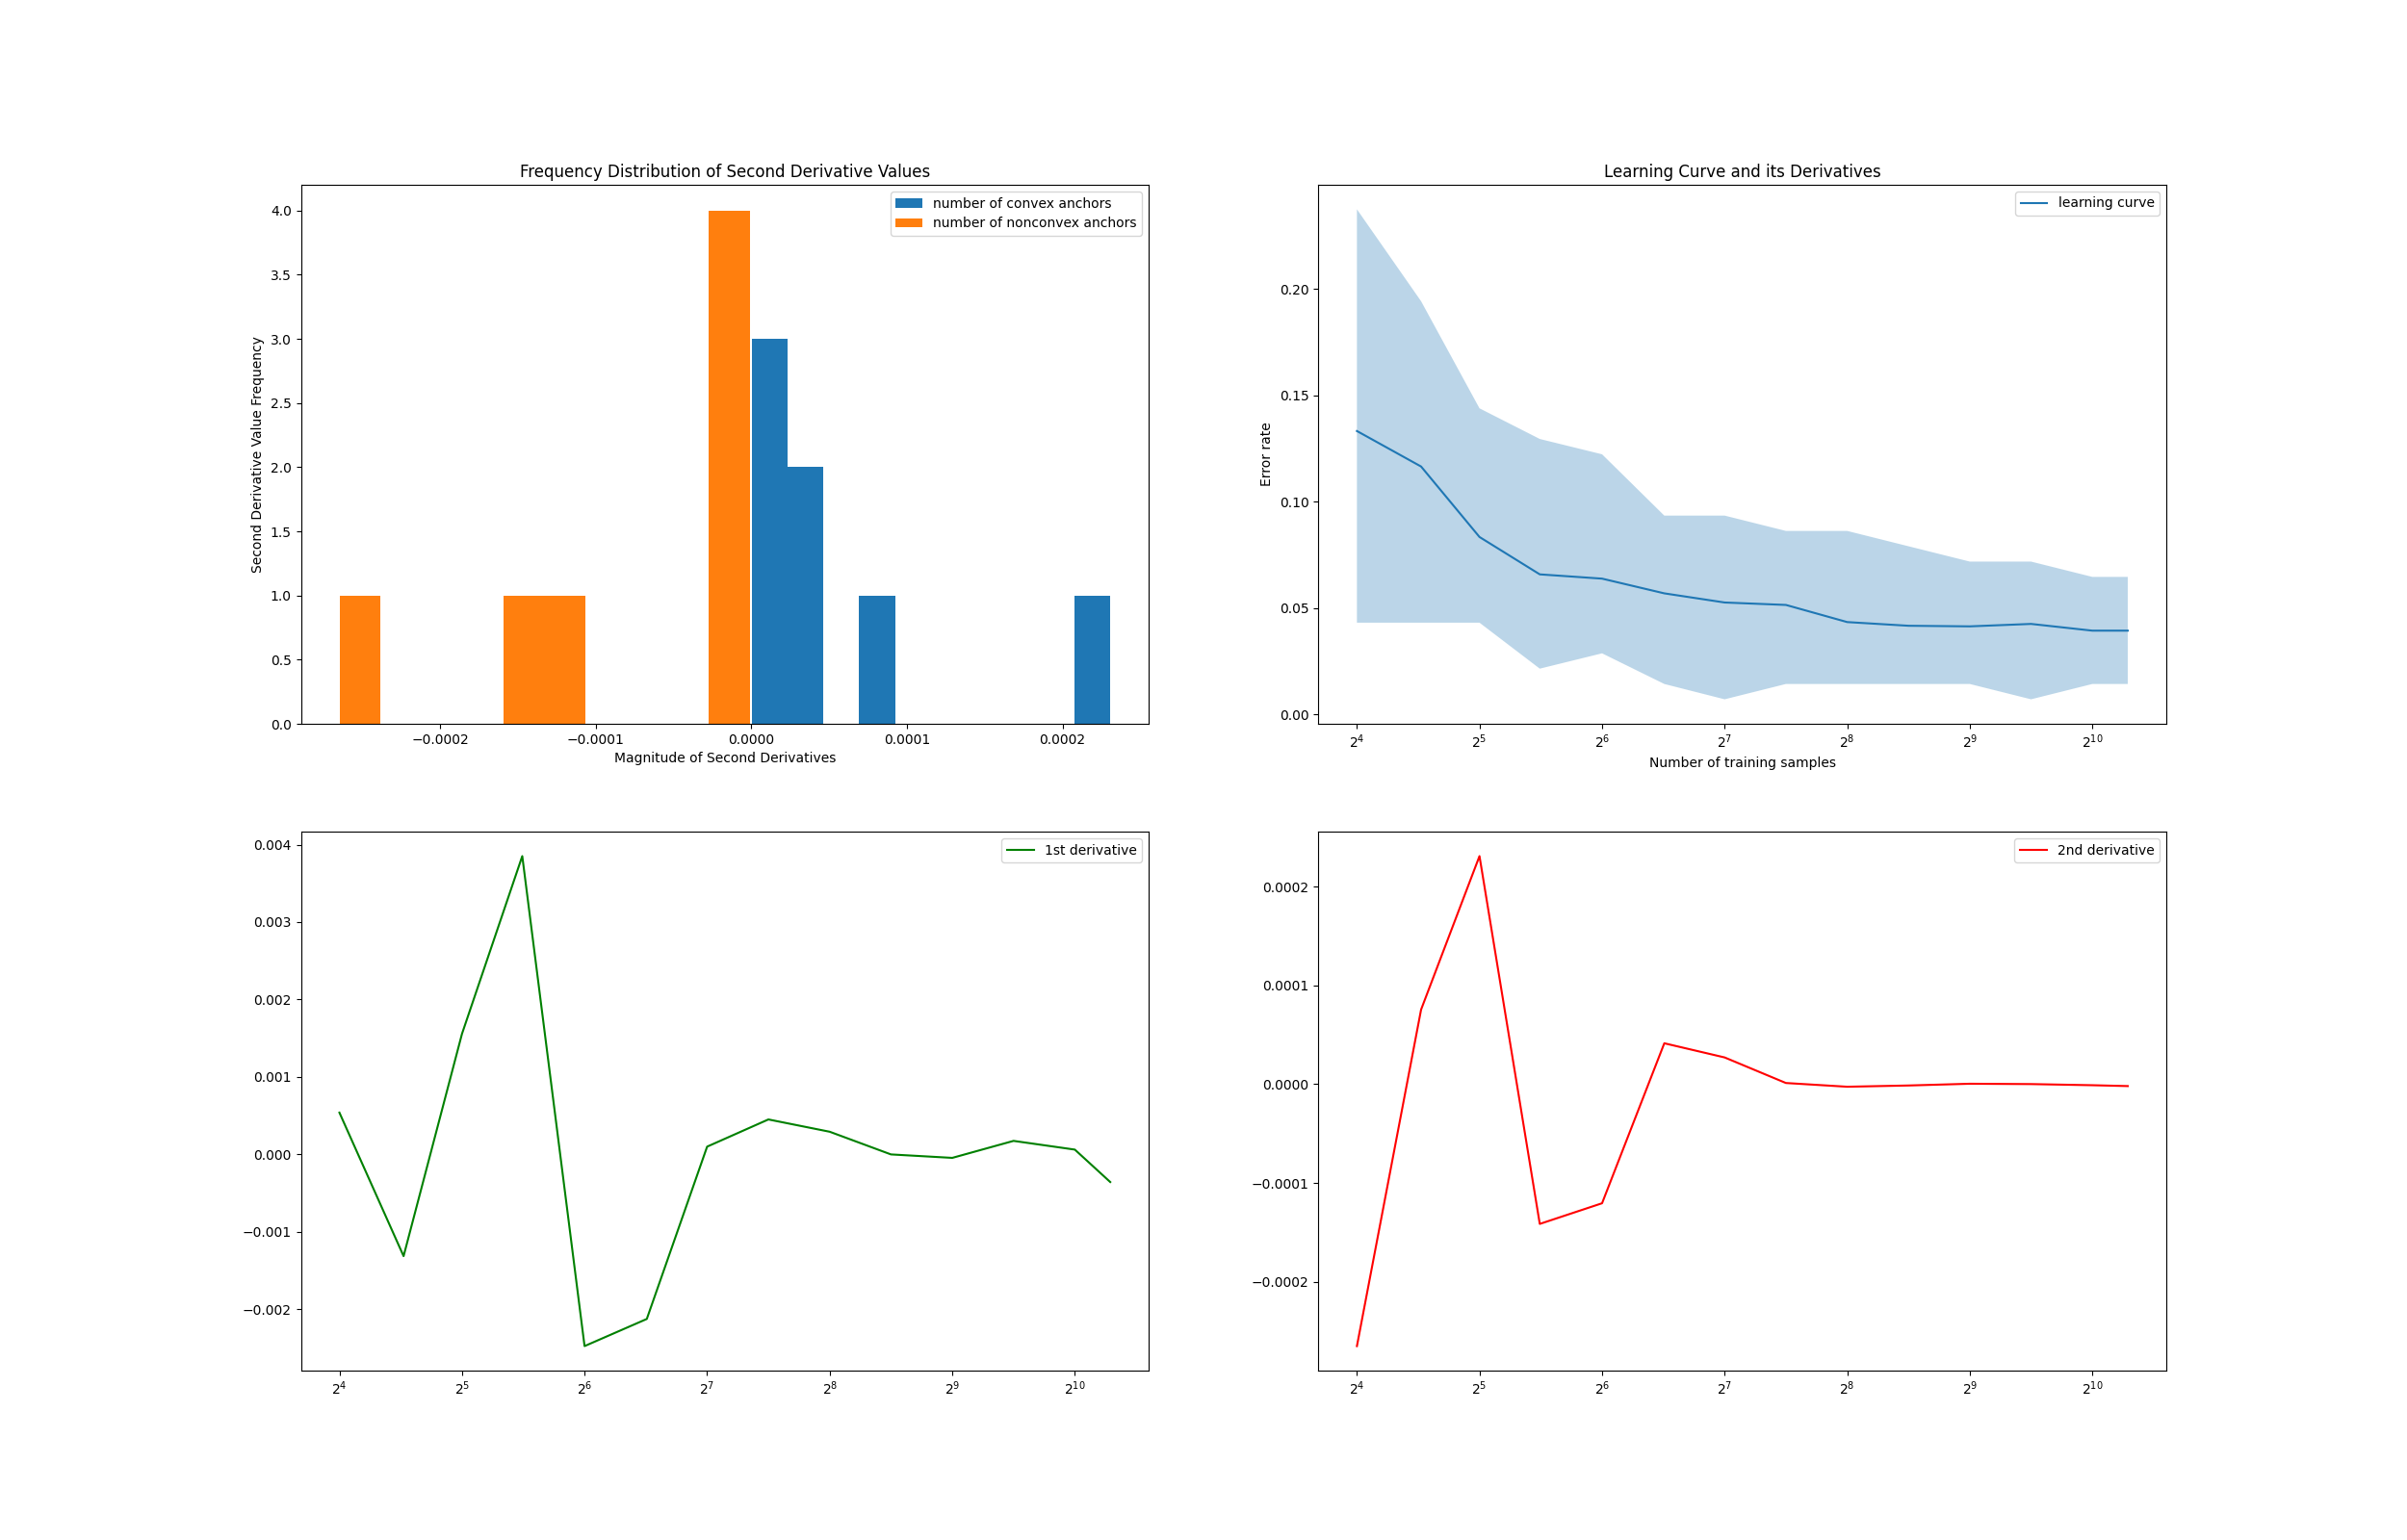 Frequency Distribution of Second Derivative Values
number of convex anchors
number of nonconvex anchors
4.0
3.5
3.0
2.5
2.0
1.5
1.0
0.5
0.0
Second Derivative Value Frequency
−0.0002 −0.0001 0.0000 0.0001 0.0002
Magnitude of Second Derivatives
Learning Curve and its Derivatives
learning curve
0.20
0.15
0.10
0.05
0.00
Error rate
2⁴ 2⁵ 2⁶ 2⁷ 2⁸ 2⁹ 2¹⁰
Number of training samples
1st derivative
0.004
0.003
0.002
0.001
0.000
−0.001
−0.002
2⁴ 2⁵ 2⁶ 2⁷ 2⁸ 2⁹ 2¹⁰
2nd derivative
0.0002
0.0001
0.0000
−0.0001
−0.0002
2⁴ 2⁵ 2⁶ 2⁷ 2⁸ 2⁹ 2¹⁰